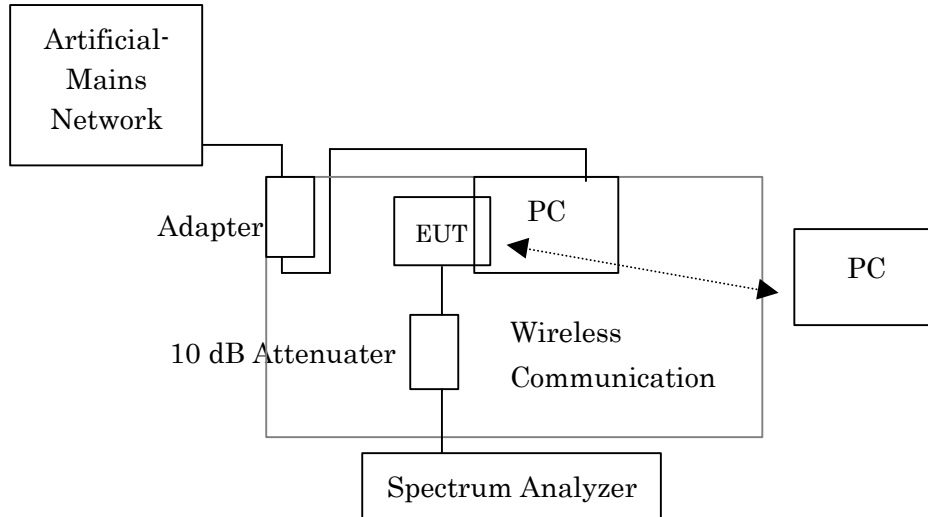 Artificial-
Mains
Network
Adapter
EUT
PC
PC
10 dB Attenuater
Wireless
Communication
Spectrum Analyzer